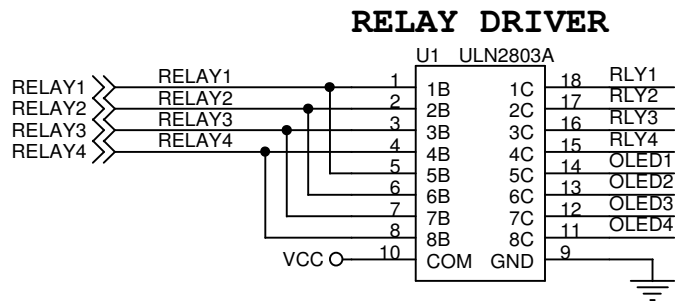 RELAY DRIVER
U1 ULN2803A
RELAY1 RELAY1 1 1B 1C 18 RLY1
RELAY2 RELAY2 2 2B 2C 17 RLY2
RELAY3 RELAY3 3 3B 3C 16 RLY3
RELAY4 RELAY4 4 4B 4C 15 RLY4
5 5B 5C 14 OLED1
6 6B 6C 13 OLED2
7 7B 7C 12 OLED3
8 8B 8C 11 OLED4
VCC 10 COM GND 9